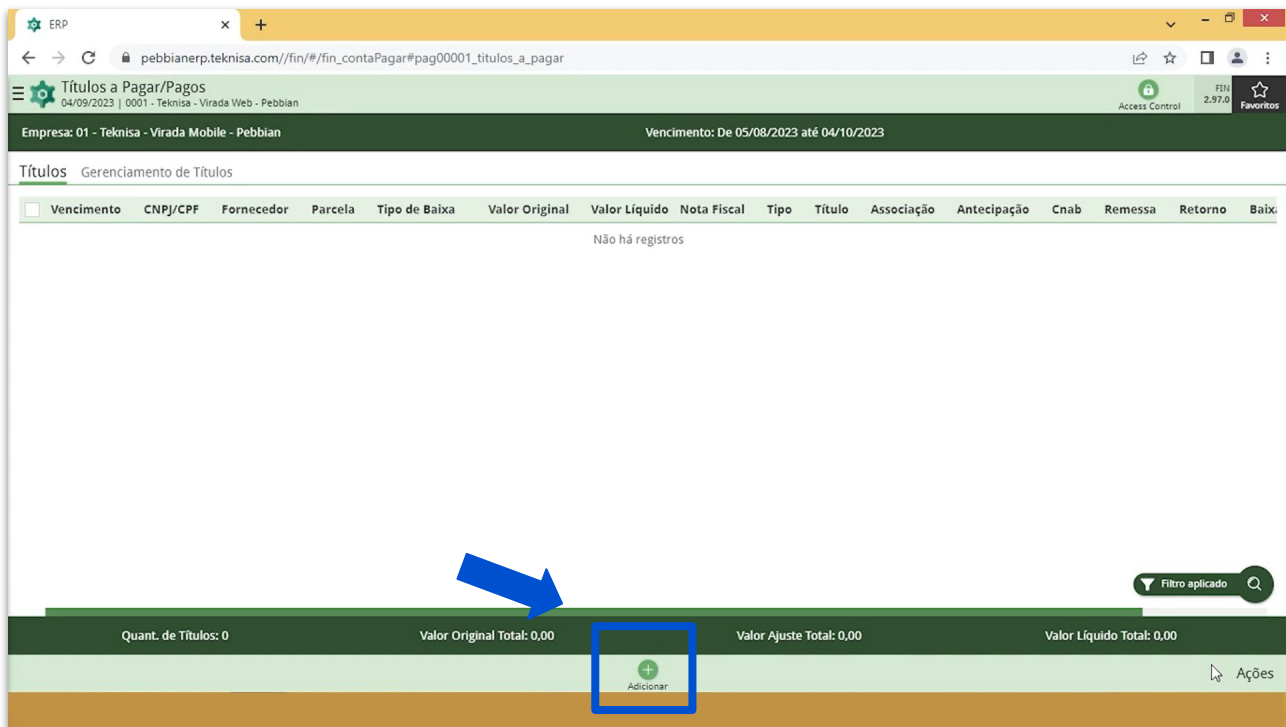 ERP
pebbianerp.teknisa.com//fin/#/fin_contaPagar#pag00001_titulos_a_pagar
Títulos a Pagar/Pagos
04/09/2023 | 0001 - Teknisa - Virada Web - Pebbian
Access Control
FIN
2.97.0
Favoritos
Empresa: 01 - Teknisa - Virada Mobile - Pebbian Vencimento: De 05/08/2023 até 04/10/2023
Títulos Gerenciamento de Títulos
Vencimento CNPJ/CPF Fornecedor Parcela Tipo de Baixa Valor Original Valor Líquido Nota Fiscal Tipo Título Associação Antecipação Cnab Remessa Retorno Baixa
Não há registros
Filtro aplicado
Quant. de Títulos: 0 Valor Original Total: 0,00 Valor Ajuste Total: 0,00 Valor Líquido Total: 0,00
Adicionar
Ações